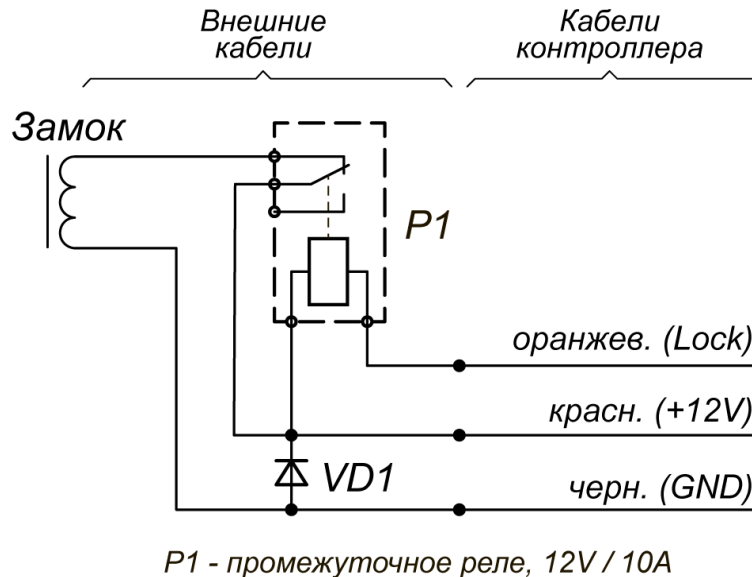 Внешние
кабели
Кабели
контроллера
Замок
P1
оранжев. (Lock)
красн. (+12V)
VD1
черн. (GND)
P1 - промежуточное реле, 12V / 10A